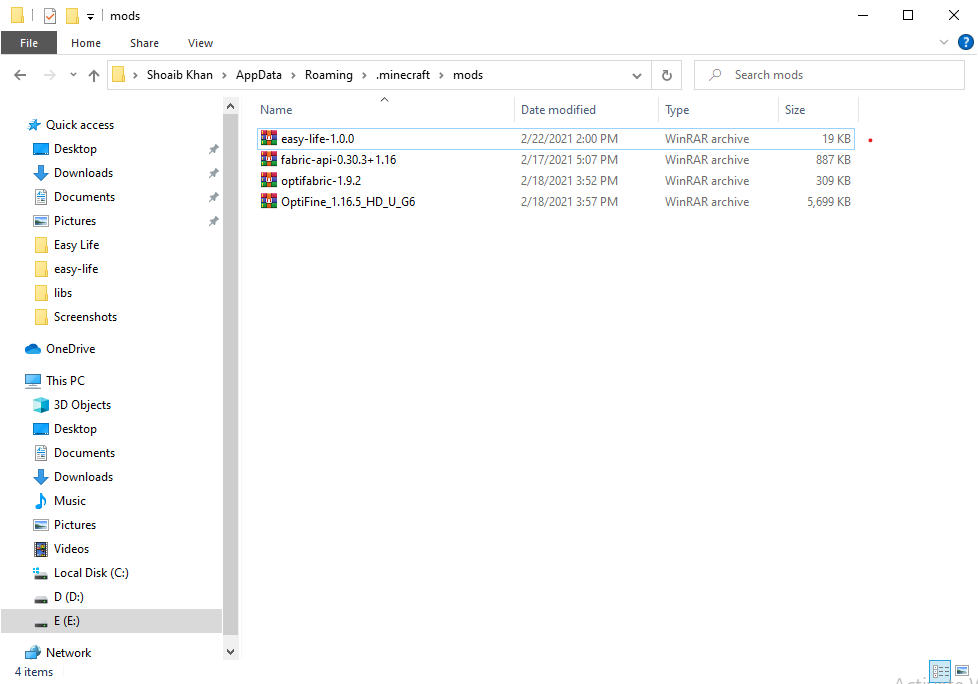 mods
File Home Share View
Shoaib Khan > AppData > Roaming > .minecraft > mods
Search mods
Name Date modified Type Size
easy-life-1.0.0 2/22/2021 2:00 PM WinRAR archive 19 KB
fabric-api-0.30.3+1.16 2/17/2021 5:07 PM WinRAR archive 887 KB
optifabric-1.9.2 2/18/2021 3:52 PM WinRAR archive 309 KB
OptiFine_1.16.5_HD_U_G6 2/18/2021 3:57 PM WinRAR archive 5,699 KB
Quick access
Desktop
Downloads
Documents
Pictures
Easy Life
easy-life
libs
Screenshots
OneDrive
This PC
3D Objects
Desktop
Documents
Downloads
Music
Pictures
Videos
Local Disk (C:)
D (D:)
E (E:)
Network
4 items